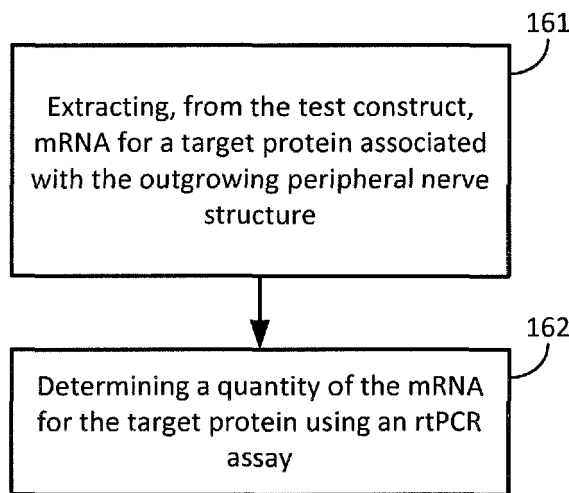 161
Extracting, from the test construct,
mRNA for a target protein associated
with the outgrowing peripheral nerve
structure
162
Determining a quantity of the mRNA
for the target protein using an rtPCR
assay